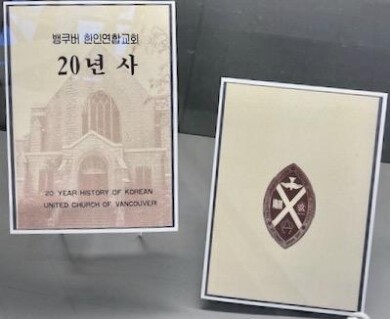 뱅쿠버 한인연합교회
20년 사
20 YEAR HISTORY OF KOREAN
UNITED CHURCH OF VANCOUVER